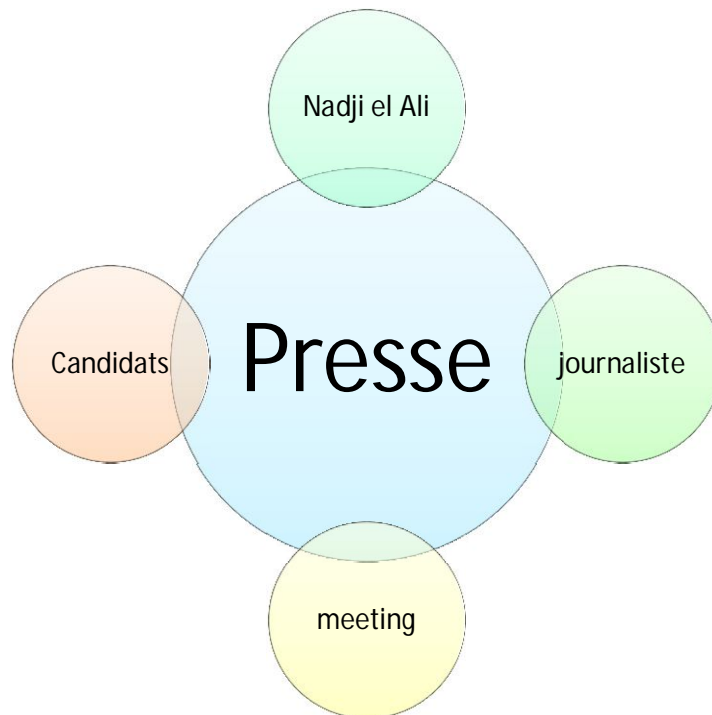 Nadji el Ali
Candidats
Presse
journaliste
meeting